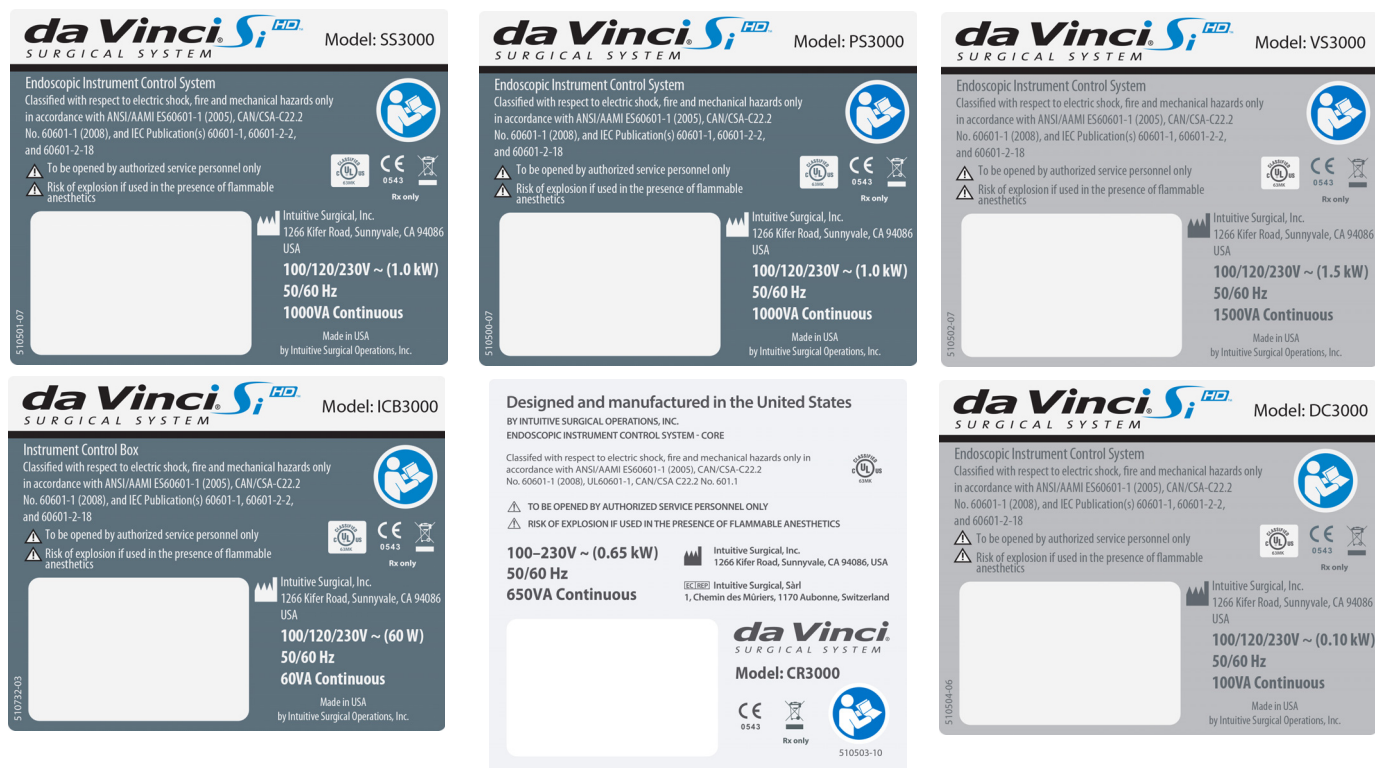 da Vinci® Si HD™
SURGICAL SYSTEM
Model: SS3000
Endoscopic Instrument Control System
Classified with respect to electric shock, fire and mechanical hazards only
in accordance with ANSI/AAMI ES60601-1 (2005), CAN/CSA-C22.2
No. 60601-1 (2008), and IEC Publication(s) 60601-1, 60601-2-2,
and 60601-2-18
To be opened by authorized service personnel only
Risk of explosion if used in the presence of flammable
anesthetics
CLASSIFIED
C UL US
63MK
CE
0543
Rx only
Intuitive Surgical, Inc.
1266 Kifer Road, Sunnyvale, CA 94086
USA
100/120/230V ~ (1.0 kW)
50/60 Hz
1000VA Continuous
Made in USA
by Intuitive Surgical Operations, Inc.
510501-07
da Vinci® Si HD™
SURGICAL SYSTEM
Model: PS3000
Endoscopic Instrument Control System
Classified with respect to electric shock, fire and mechanical hazards only
in accordance with ANSI/AAMI ES60601-1 (2005), CAN/CSA-C22.2
No. 60601-1 (2008), and IEC Publication(s) 60601-1, 60601-2-2,
and 60601-2-18
To be opened by authorized service personnel only
Risk of explosion if used in the presence of flammable
anesthetics
CLASSIFIED
C UL US
63MK
CE
0543
Rx only
Intuitive Surgical, Inc.
1266 Kifer Road, Sunnyvale, CA 94086
USA
100/120/230V ~ (1.0 kW)
50/60 Hz
1000VA Continuous
Made in USA
by Intuitive Surgical Operations, Inc.
510500-07
da Vinci® Si HD™
SURGICAL SYSTEM
Model: VS3000
Endoscopic Instrument Control System
Classified with respect to electric shock, fire and mechanical hazards only
in accordance with ANSI/AAMI ES60601-1 (2005), CAN/CSA-C22.2
No. 60601-1 (2008), and IEC Publication(s) 60601-1, 60601-2-2,
and 60601-2-18
To be opened by authorized service personnel only
Risk of explosion if used in the presence of flammable
anesthetics
CLASSIFIED
C UL US
63MK
CE
0543
Rx only
Intuitive Surgical, Inc.
1266 Kifer Road, Sunnyvale, CA 94086
USA
100/120/230V ~ (1.5 kW)
50/60 Hz
1500VA Continuous
Made in USA
by Intuitive Surgical Operations, Inc.
510502-07
da Vinci® Si HD™
SURGICAL SYSTEM
Model: ICB3000
Instrument Control Box
Classified with respect to electric shock, fire and mechanical hazards only
in accordance with ANSI/AAMI ES60601-1 (2005), CAN/CSA-C22.2
No. 60601-1 (2008), and IEC Publication(s) 60601-1, 60601-2-2,
and 60601-2-18
To be opened by authorized service personnel only
Risk of explosion if used in the presence of flammable
anesthetics
CLASSIFIED
C UL US
63MK
CE
0543
Rx only
Intuitive Surgical, Inc.
1266 Kifer Road, Sunnyvale, CA 94086
USA
100/120/230V ~ (60 W)
50/60 Hz
60VA Continuous
Made in USA
by Intuitive Surgical Operations, Inc.
510732-03
Designed and manufactured in the United States
BY INTUITIVE SURGICAL OPERATIONS, INC.
ENDOSCOPIC INSTRUMENT CONTROL SYSTEM - CORE
Classifed with respect to electric shock, fire and mechanical hazards only in
accordance with ANSI/AAMI ES60601-1 (2005), CAN/CSA-C22.2
No. 60601-1 (2008), UL60601-1, CAN/CSA C22.2 No. 601.1
CLASSIFIED
C UL US
63MK
TO BE OPENED BY AUTHORIZED SERVICE PERSONNEL ONLY
RISK OF EXPLOSION IF USED IN THE PRESENCE OF FLAMMABLE ANESTHETICS
100–230V ~ (0.65 kW)
50/60 Hz
650VA Continuous
Intuitive Surgical, Inc.
1266 Kifer Road, Sunnyvale, CA 94086, USA
EC REP Intuitive Surgical, Sàrl
1, Chemin des Mûriers, 1170 Aubonne, Switzerland
da Vinci®
SURGICAL SYSTEM
Model: CR3000
CE
0543
Rx only
510503-10
da Vinci® Si HD™
SURGICAL SYSTEM
Model: DC3000
Endoscopic Instrument Control System
Classified with respect to electric shock, fire and mechanical hazards only
in accordance with ANSI/AAMI ES60601-1 (2005), CAN/CSA-C22.2
No. 60601-1 (2008), and IEC Publication(s) 60601-1, 60601-2-2,
and 60601-2-18
To be opened by authorized service personnel only
Risk of explosion if used in the presence of flammable
anesthetics
CLASSIFIED
C UL US
63MK
CE
0543
Rx only
Intuitive Surgical, Inc.
1266 Kifer Road, Sunnyvale, CA 94086
USA
100/120/230V ~ (0.10 kW)
50/60 Hz
100VA Continuous
Made in USA
by Intuitive Surgical Operations, Inc.
510504-06